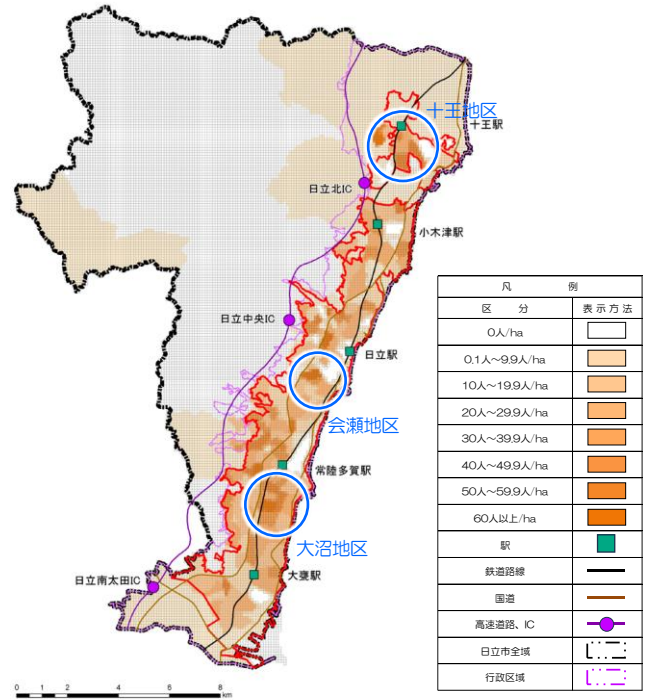 十王地区
十王駅
日立北IC
小木津駅
日立中央IC
日立駅
会瀬地区
常陸多賀駅
大沼地区
日立南太田IC
大甕駅
0 1 2 4 6 8
km
凡 例
区 分 表示方法
0人/ha
0.1人~9.9人/ha
10人~19.9人/ha
20人~29.9人/ha
30人~39.9人/ha
40人~49.9人/ha
50人~59.9人/ha
60人以上/ha
駅
鉄道路線
国道
高速道路、IC
日立市全域
行政区域